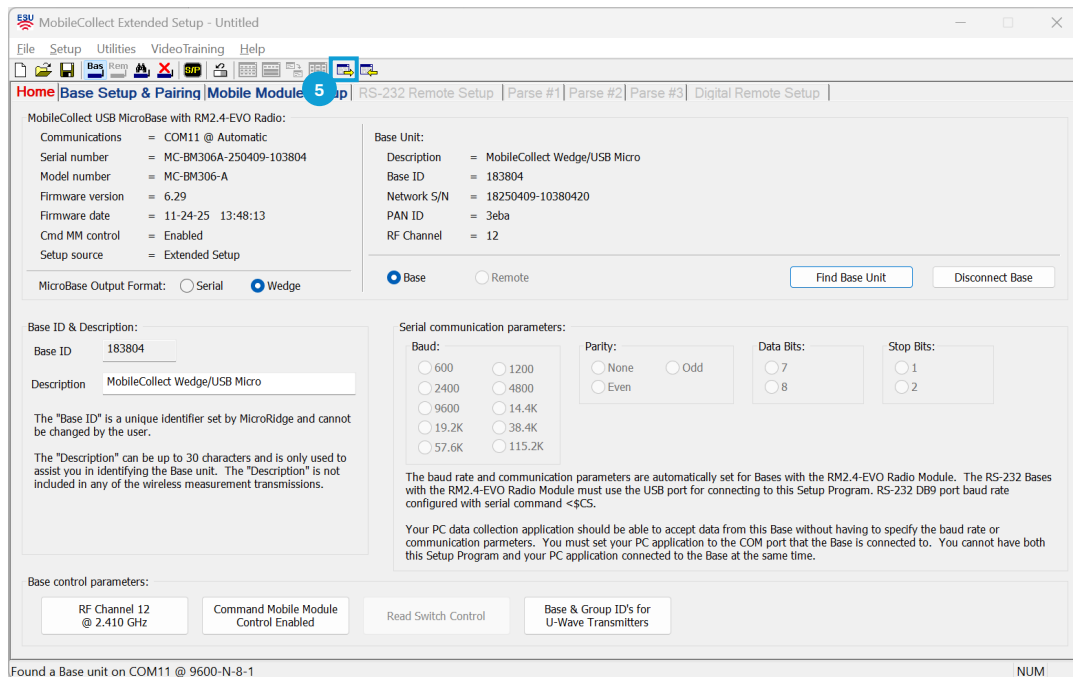 ESU MobileCollect Extended Setup - Untitled
File Setup Utilities VideoTraining Help
Bas Rem S/P
Home Base Setup & Pairing Mobile Module 5 up RS-232 Remote Setup Parse #1 Parse #2 Parse #3 Digital Remote Setup
MobileCollect USB MicroBase with RM2.4-EVO Radio:
Communications = COM11 @ Automatic
Serial number = MC-BM306A-250409-103804
Model number = MC-BM306-A
Firmware version = 6.29
Firmware date = 11-24-25 13:48:13
Cmd MM control = Enabled
Setup source = Extended Setup
MicroBase Output Format: Serial Wedge
Base Unit:
Description = MobileCollect Wedge/USB Micro
Base ID = 183804
Network S/N = 18250409-10380420
PAN ID = 3eba
RF Channel = 12
Base Remote Find Base Unit Disconnect Base
Base ID & Description:
Base ID 183804
Description MobileCollect Wedge/USB Micro
The "Base ID" is a unique identifier set by MicroRidge and cannot
be changed by the user.
The "Description" can be up to 30 characters and is only used to
assist you in identifying the Base unit. The "Description" is not
included in any of the wireless measurement transmissions.
Serial communication parameters:
Baud:
600 1200
2400 4800
9600 14.4K
19.2K 38.4K
57.6K 115.2K
Parity:
None Odd
Even
Data Bits:
7
8
Stop Bits:
1
2
The baud rate and communication parameters are automatically set for Bases with the RM2.4-EVO Radio Module. The RS-232 Bases
with the RM2.4-EVO Radio Module must use the USB port for connecting to this Setup Program. RS-232 DB9 port baud rate
configured with serial command <$CS.
Your PC data collection application should be able to accept data from this Base without having to specify the baud rate or
communication parmeters. You must set your PC application to the COM port that the Base is connected to. You cannot have both
this Setup Program and your PC application connected to the Base at the same time.
Base control parameters:
RF Channel 12
@ 2.410 GHz
Command Mobile Module
Control Enabled
Read Switch Control
Base & Group ID's for
U-Wave Transmitters
Found a Base unit on COM11 @ 9600-N-8-1 NUM